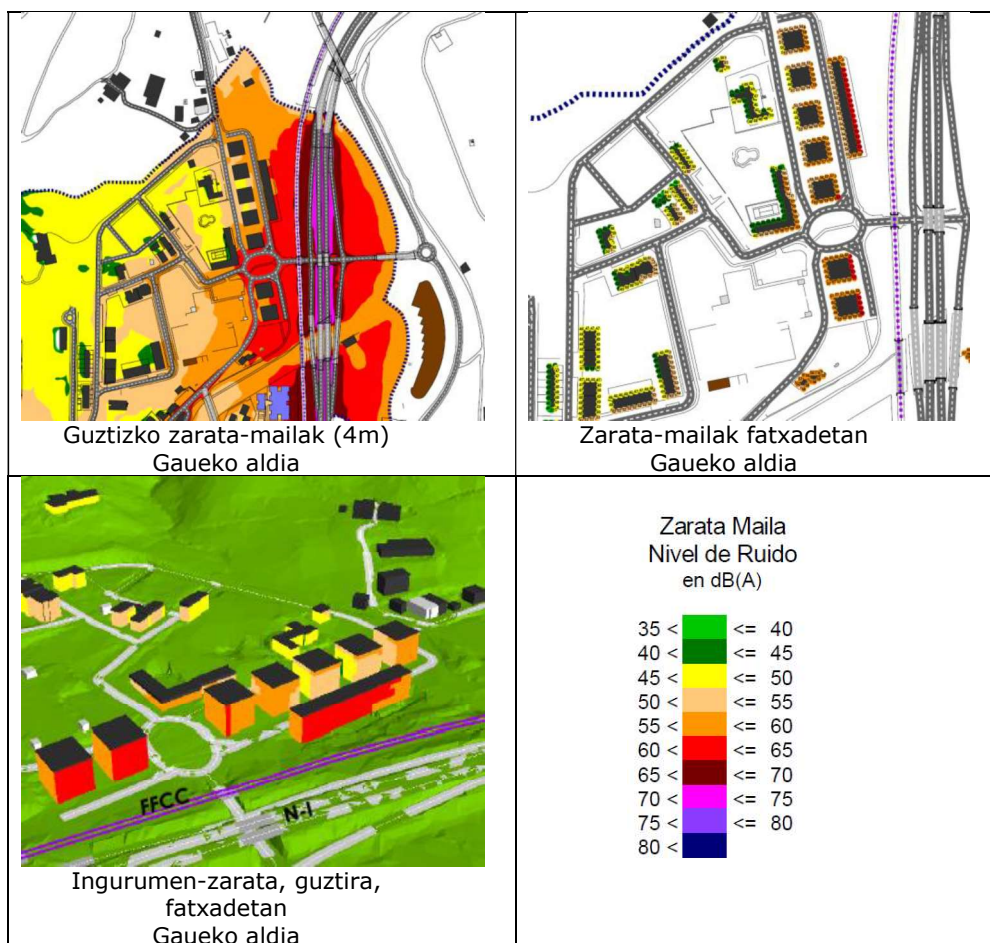 Guztizko zarata-mailak (4m)
Gaueko aldia
Zarata-mailak fatxadetan
Gaueko aldia
FFCC
N-I
Ingurumen-zarata, guztira,
fatxadetan
Gaueko aldia
Zarata Maila
Nivel de Ruido
en dB(A)
35 < <= 40
40 < <= 45
45 < <= 50
50 < <= 55
55 < <= 60
60 < <= 65
65 < <= 70
70 < <= 75
75 < <= 80
80 <